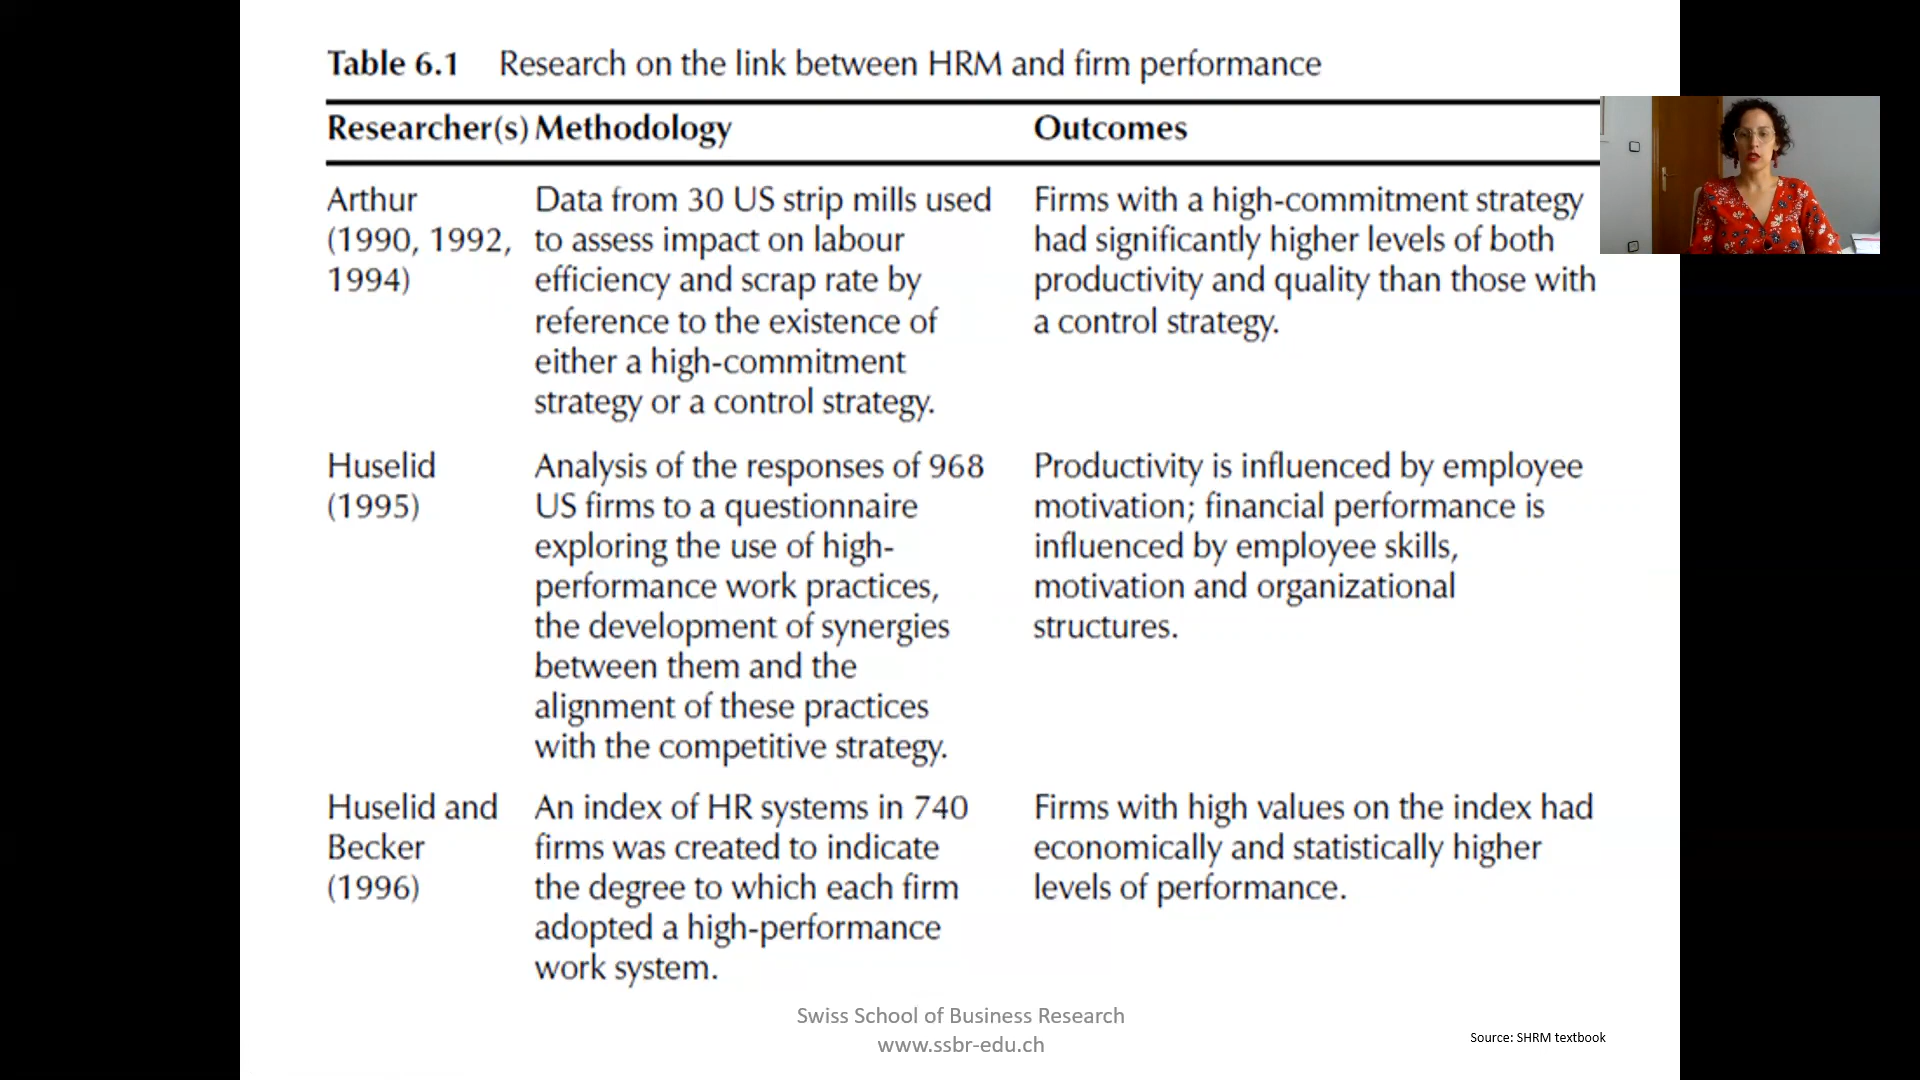 Table 6.1 Research on the link between HRM and firm performance
Researcher(s) Methodology Outcomes
Arthur
(1990, 1992,
1994)
Data from 30 US strip mills used
to assess impact on labour
efficiency and scrap rate by
reference to the existence of
either a high-commitment
strategy or a control strategy.
Firms with a high-commitment strategy
had significantly higher levels of both
productivity and quality than those with
a control strategy.
Huselid
(1995)
Analysis of the responses of 968
US firms to a questionnaire
exploring the use of high-
performance work practices,
the development of synergies
between them and the
alignment of these practices
with the competitive strategy.
Productivity is influenced by employee
motivation; financial performance is
influenced by employee skills,
motivation and organizational
structures.
Huselid and
Becker
(1996)
An index of HR systems in 740
firms was created to indicate
the degree to which each firm
adopted a high-performance
work system.
Firms with high values on the index had
economically and statistically higher
levels of performance.
Swiss School of Business Research
www.ssbr-edu.ch
Source: SHRM textbook